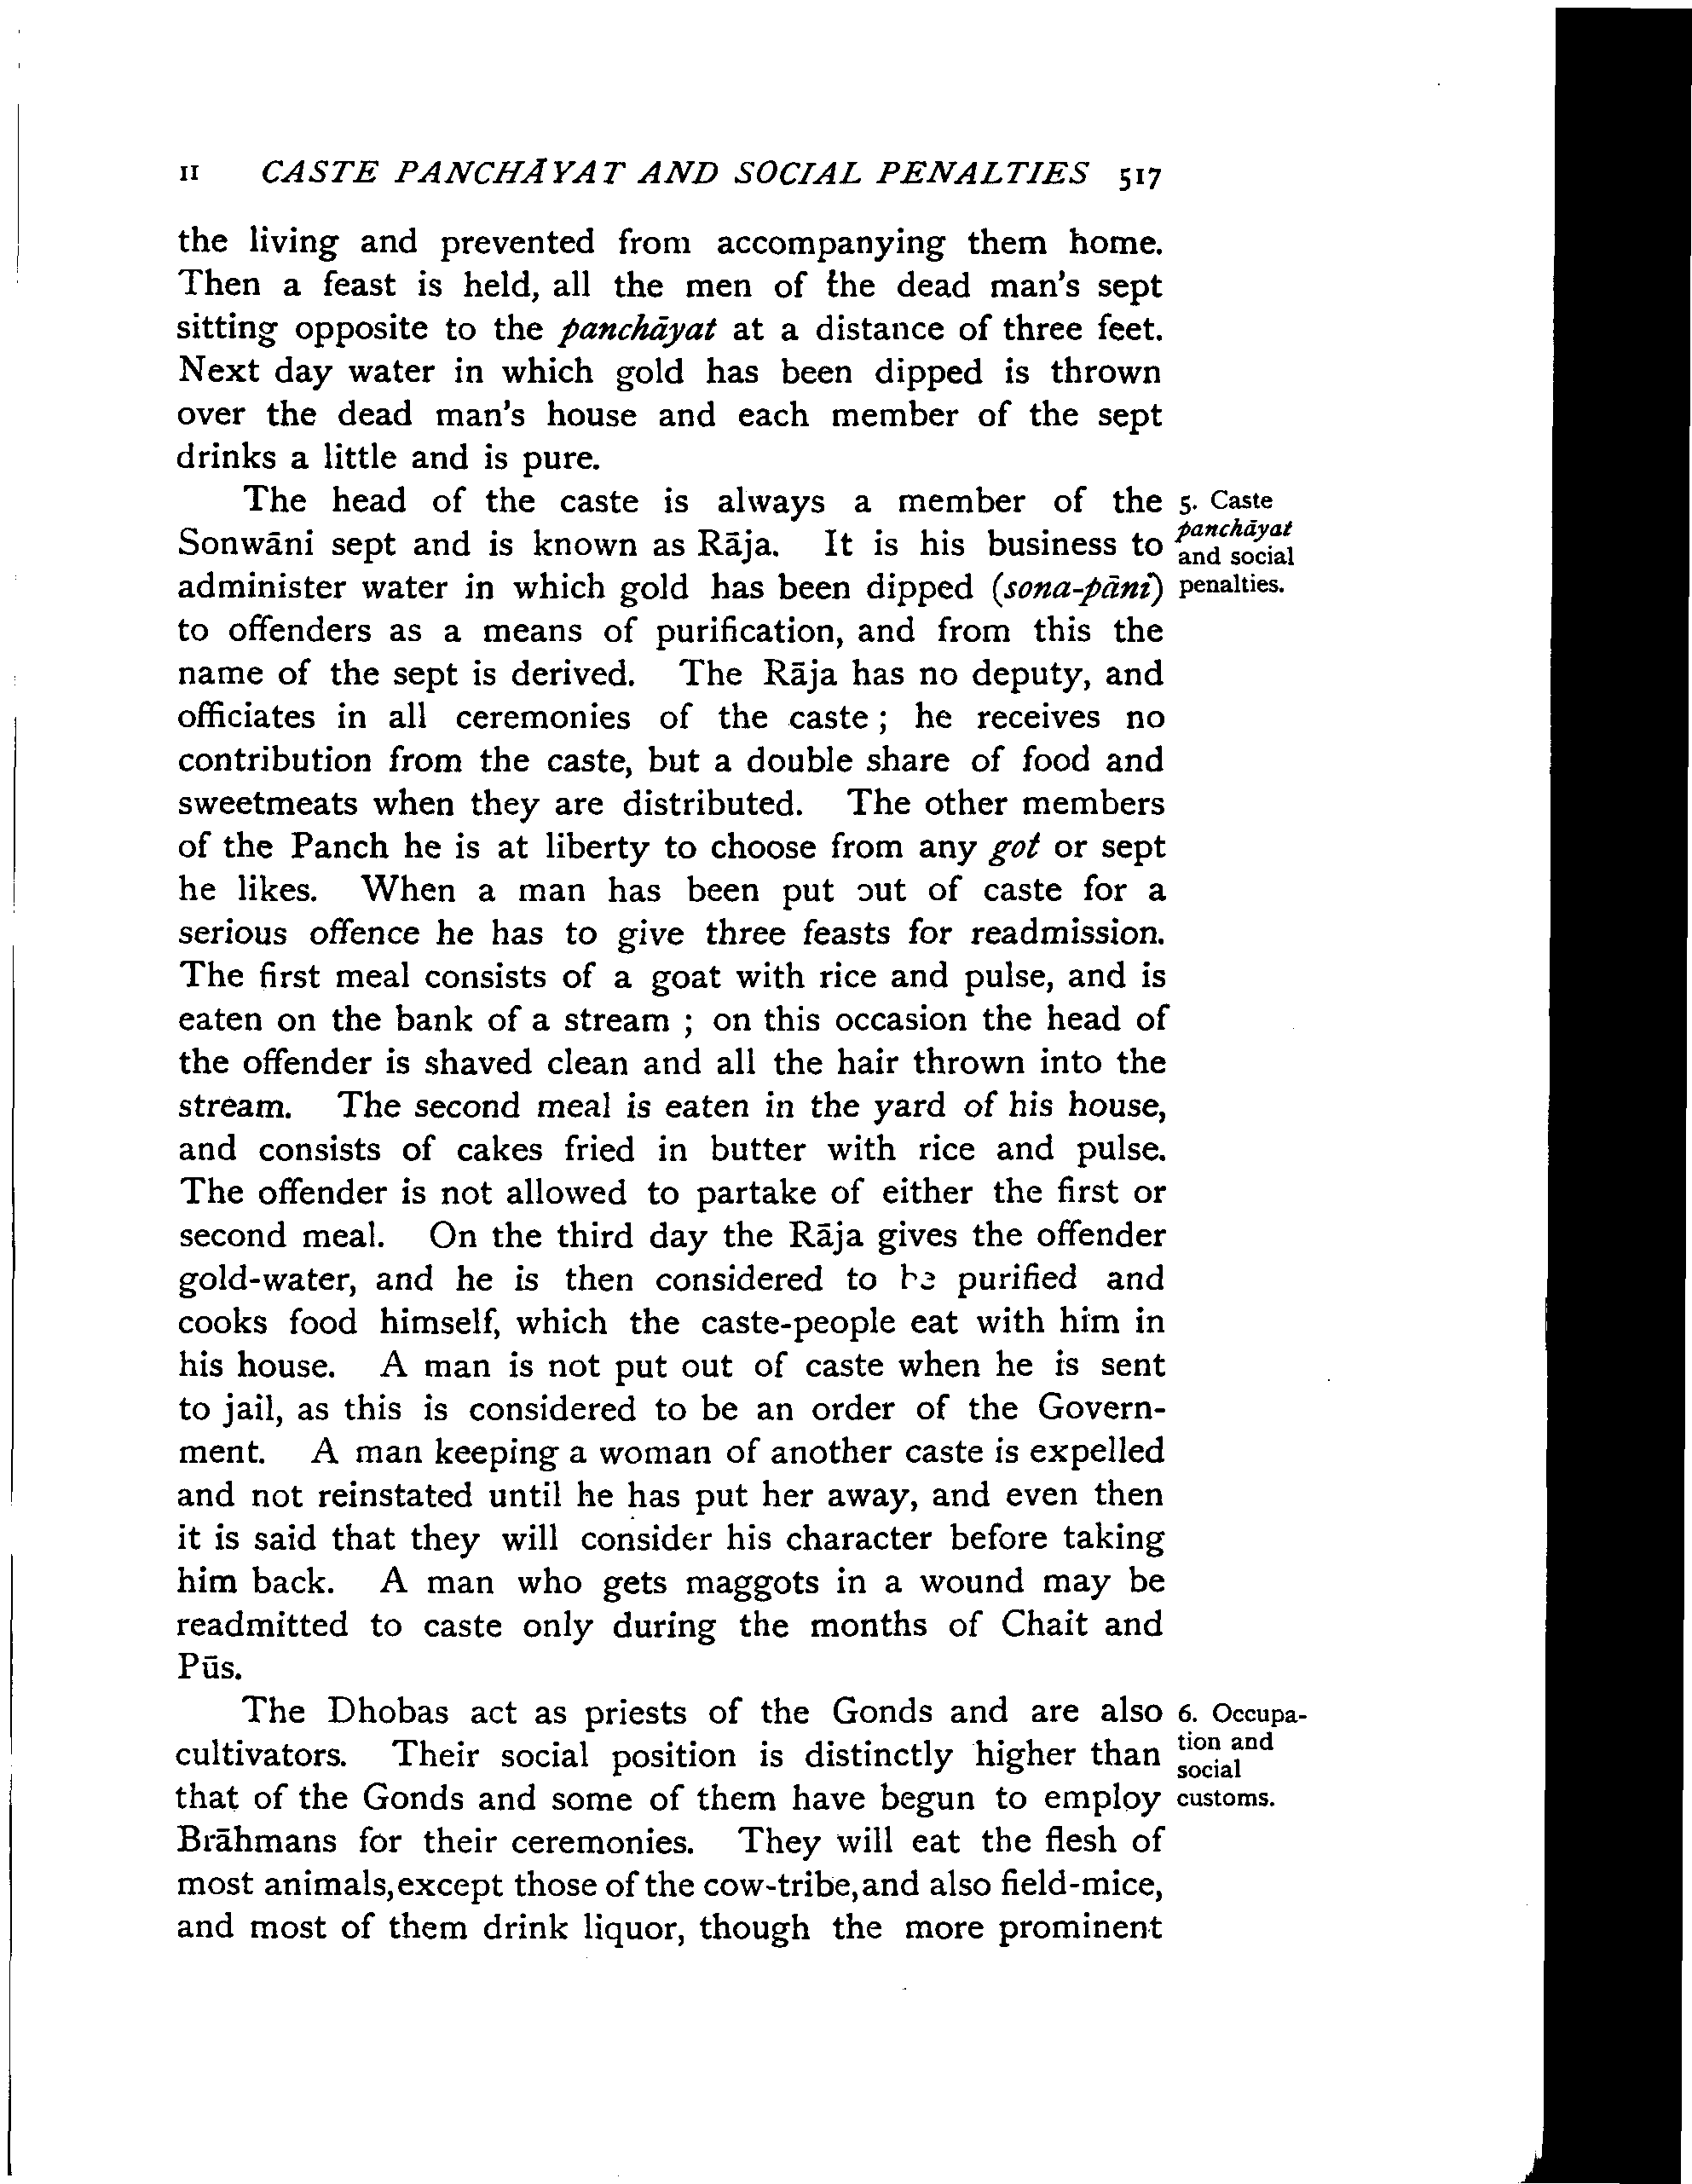 II CASTE PANCHĀYAT AND SOCIAL PENALTIES 517
the living and prevented from accompanying them home.
Then a feast is held, all the men of the dead man's sept
sitting opposite to the panchāyat at a distance of three feet.
Next day water in which gold has been dipped is thrown
over the dead man's house and each member of the sept
drinks a little and is pure.
The head of the caste is always a member of the
Sonwāni sept and is known as Rāja. It is his business to
administer water in which gold has been dipped (sona-pāni)
to offenders as a means of purification, and from this the
name of the sept is derived. The Rāja has no deputy, and
officiates in all ceremonies of the caste ; he receives no
contribution from the caste, but a double share of food and
sweetmeats when they are distributed. The other members
of the Panch he is at liberty to choose from any got or sept
he likes. When a man has been put out of caste for a
serious offence he has to give three feasts for readmission.
The first meal consists of a goat with rice and pulse, and is
eaten on the bank of a stream ; on this occasion the head of
the offender is shaved clean and all the hair thrown into the
stream. The second meal is eaten in the yard of his house,
and consists of cakes fried in butter with rice and pulse.
The offender is not allowed to partake of either the first or
second meal. On the third day the Rāja gives the offender
gold-water, and he is then considered to be purified and
cooks food himself, which the caste-people eat with him in
his house. A man is not put out of caste when he is sent
to jail, as this is considered to be an order of the Govern-
ment. A man keeping a woman of another caste is expelled
and not reinstated until he has put her away, and even then
it is said that they will consider his character before taking
him back. A man who gets maggots in a wound may be
readmitted to caste only during the months of Chait and
Pūs.
The Dhobas act as priests of the Gonds and are also
cultivators. Their social position is distinctly higher than
that of the Gonds and some of them have begun to employ
Brāhmans for their ceremonies. They will eat the flesh of
most animals, except those of the cow-tribe, and also field-mice,
and most of them drink liquor, though the more prominent
5. Caste
panchāyat
and social
penalties.
6. Occupa-
tion and
social
customs.